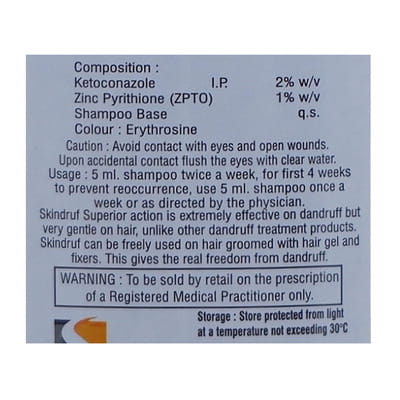 Composition :
Ketoconazole I.P. 2% w/v
Zinc Pyrithione (ZPTO) 1% w/v
Shampoo Base q.s.
Colour : Erythrosine
Caution : Avoid contact with eyes and open wounds.
Upon accidental contact flush the eyes with clear water.
Usage : 5 ml. shampoo twice a week, for first 4 weeks
to prevent reoccurrence, use 5 ml. shampoo once a
week or as directed by the physician.
Skindruf Superior action is extremely effective on dandruff but
very gentle on hair, unlike other dandruff treatment products.
Skindruf can be freely used on hair groomed with hair gel and
fixers. This gives the real freedom from dandruff.
WARNING : To be sold by retail on the prescription
of a Registered Medical Practitioner only.
Storage : Store protected from light
at a temperature not exceeding 30°C